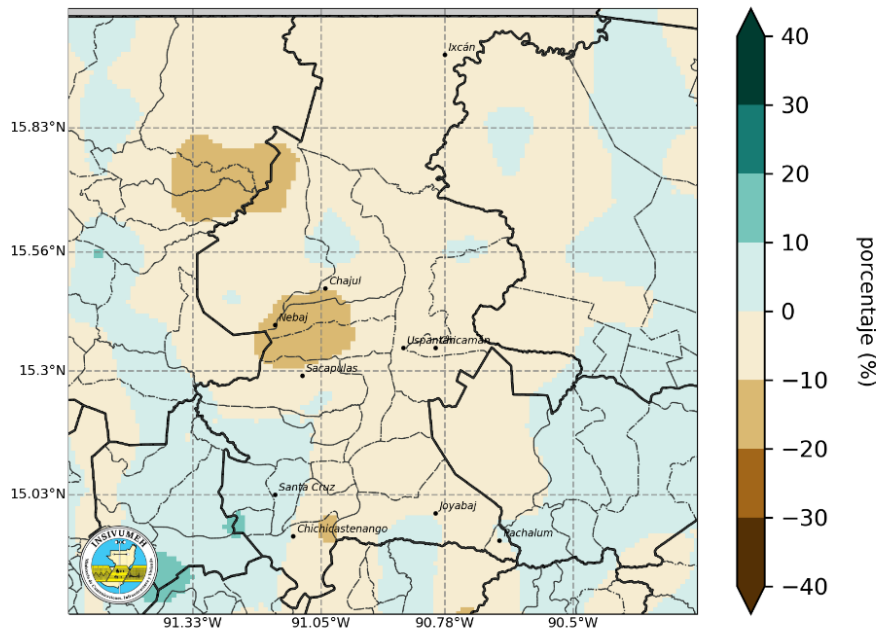 Ixcán
15.83°N
15.56°N
Chajul
Nebaj
15.3°N
Sacapulas
15.03°N
Santa Cruz
Joyabaj
Chichicastenango
Pachalum
INSIVUMEH
91.33°W
91.05°W
90.78°W
90.5°W
40
30
20
10
0
−10
−20
−30
−40
porcentaje (%)